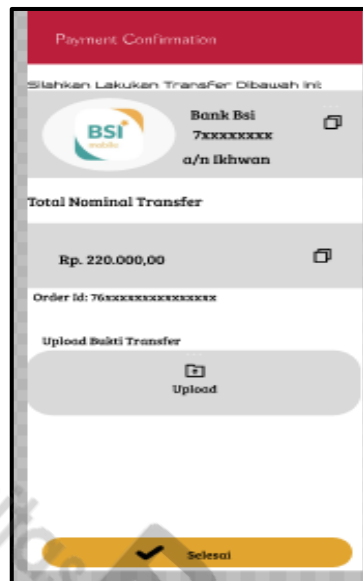 Payment Confirmation
Silahkan Lakukan Transfer Dibawah ini:
BSI
mobile
Bank Bsi
7xxxxxxxx
a/n Ikhwan
Total Nominal Transfer
Rp. 220.000,00
Order Id: 76xxxxxxxxxxxxxxx
Upload Bukti Transfer
Upload
Selesai